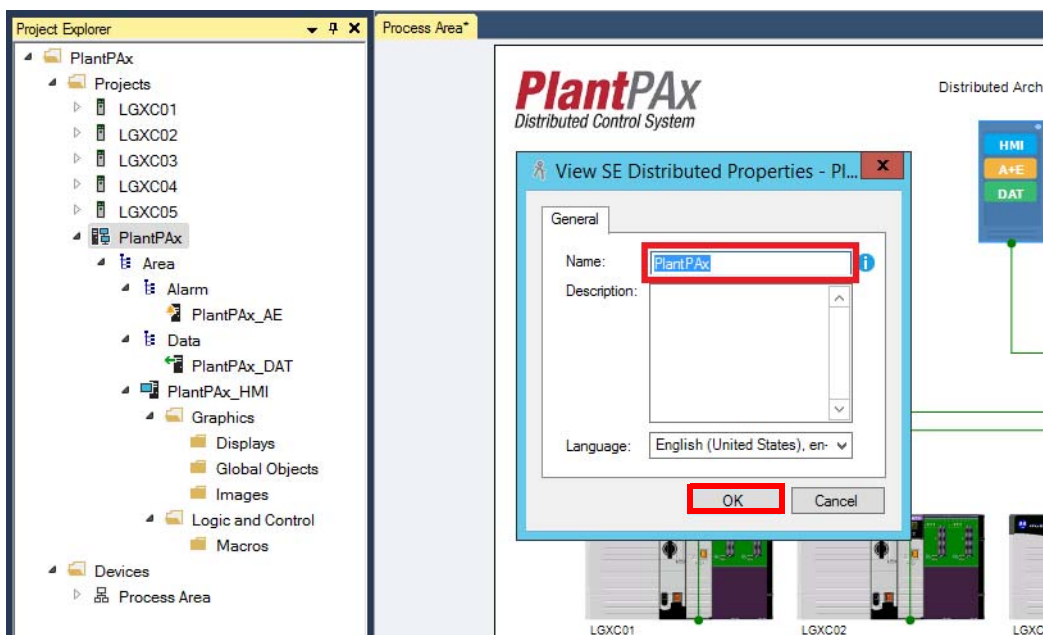 Project Explorer
PlantPAx
Projects
LGXC01
LGXC02
LGXC03
LGXC04
LGXC05
PlantPAx
Area
Alarm
PlantPAx_AE
Data
PlantPAx_DAT
PlantPAx_HMI
Graphics
Displays
Global Objects
Images
Logic and Control
Macros
Devices
Process Area
Process Area*
PlantPAx
Distributed Control System
Distributed Arch
HMI
A+E
DAT
View SE Distributed Properties - Pl...
General
Name:
PlantPAx
Description:
Language:
English (United States), en-
OK
Cancel
LGXC01
LGXC02
LGXC